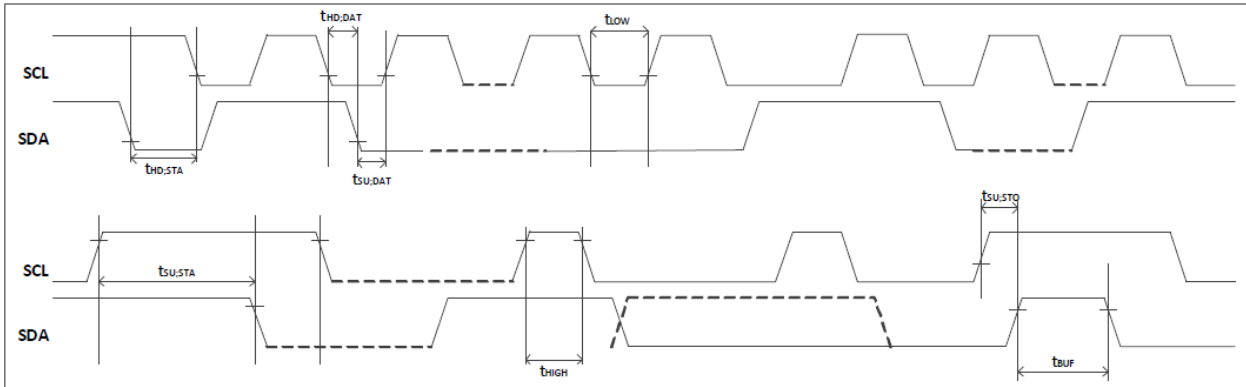 tHD;DAT
tLOW
SCL
SDA
tHD;STA
tSU;DAT
tSU;STO
SCL
tSU;STA
SDA
tHIGH
tBUF